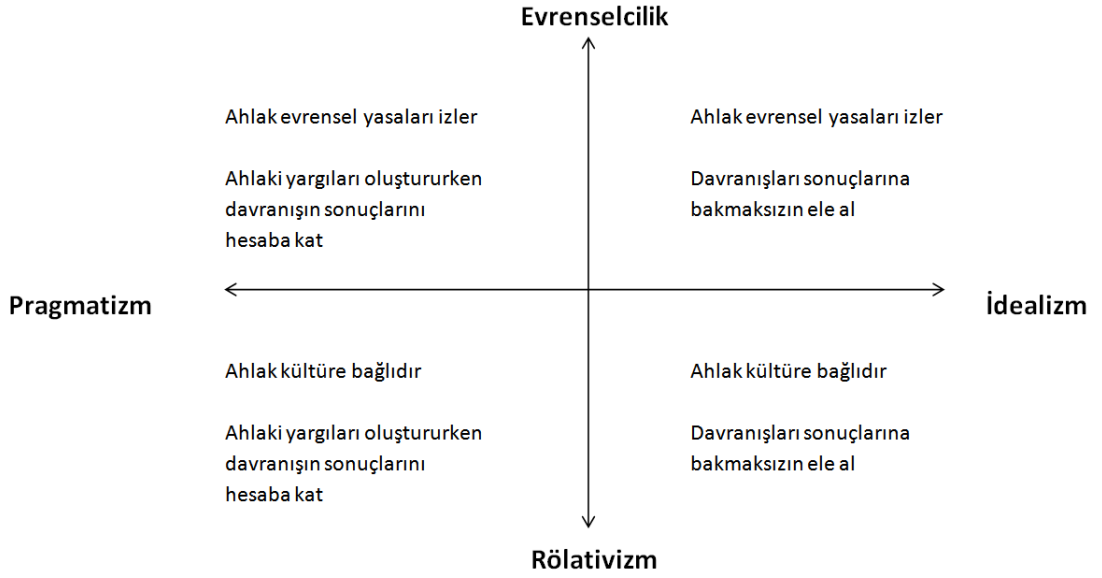 Evrenselcilik
Ahlak evrensel yasaları izler
Ahlaki yargıları oluştururken
davranışın sonuçlarını
hesaba kat
Ahlak evrensel yasaları izler
Davranışları sonuçlarına
bakmaksızın ele al
Pragmatizm
İdealizm
Ahlak kültüre bağlıdır
Ahlaki yargıları oluştururken
davranışın sonuçlarını
hesaba kat
Ahlak kültüre bağlıdır
Davranışları sonuçlarına
bakmaksızın ele al
Rölativizm